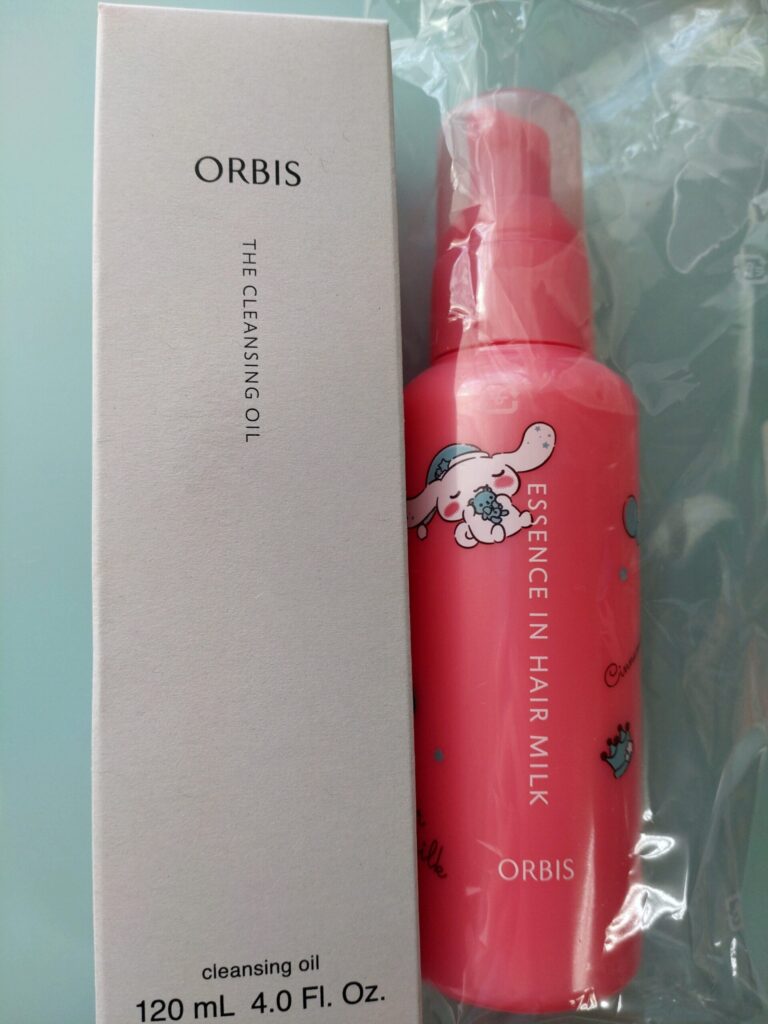 ORBIS
THE CLEANSING OIL
cleansing oil
120 mL 4.0 Fl. Oz.
ESSENCE IN HAIR MILK
ORBIS